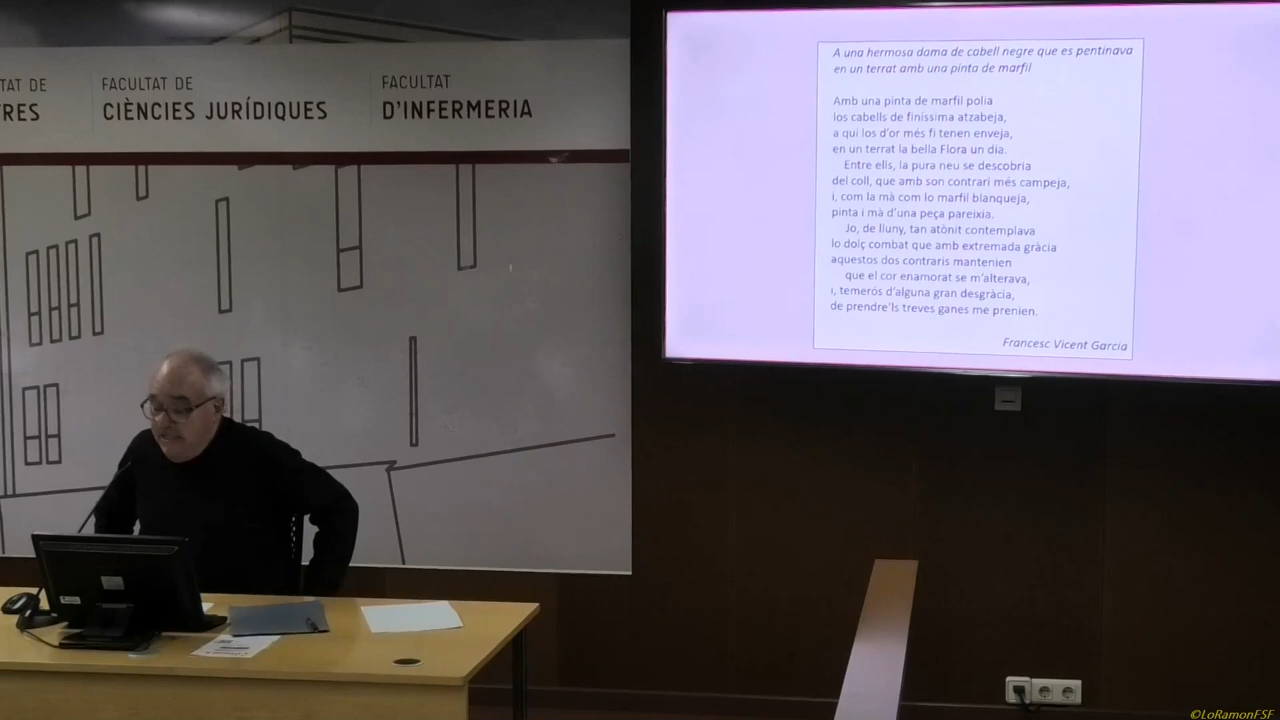 TAT DE
TRES
FACULTAT DE
CIÈNCIES JURÍDIQUES
FACULTAT
D'INFERMERIA
A una hermosa dama de cabell negre que es pentinava
en un terrat amb una pinta de marfil
Amb una pinta de marfil polia
los cabells de finíssima atzabeja,
a qui los d'or més fi tenen enveja,
en un terrat la bella Flora un dia.
Entre ells, la pura neu se descobria
del coll, que amb son contrari més campeja,
i, com la mà com lo marfil blanqueja,
pinta i mà d'una peça pareixia.
Jo, de lluny, tan atònit contemplava
lo dolç combat que amb extremada gràcia
aquestos dos contraris mantenien
que el cor enamorat se m'alterava,
i, temerós d'alguna gran desgràcia,
de prendre'ls treves ganes me prenien.
Francesc Vicent Garcia
©LoRamonFSF